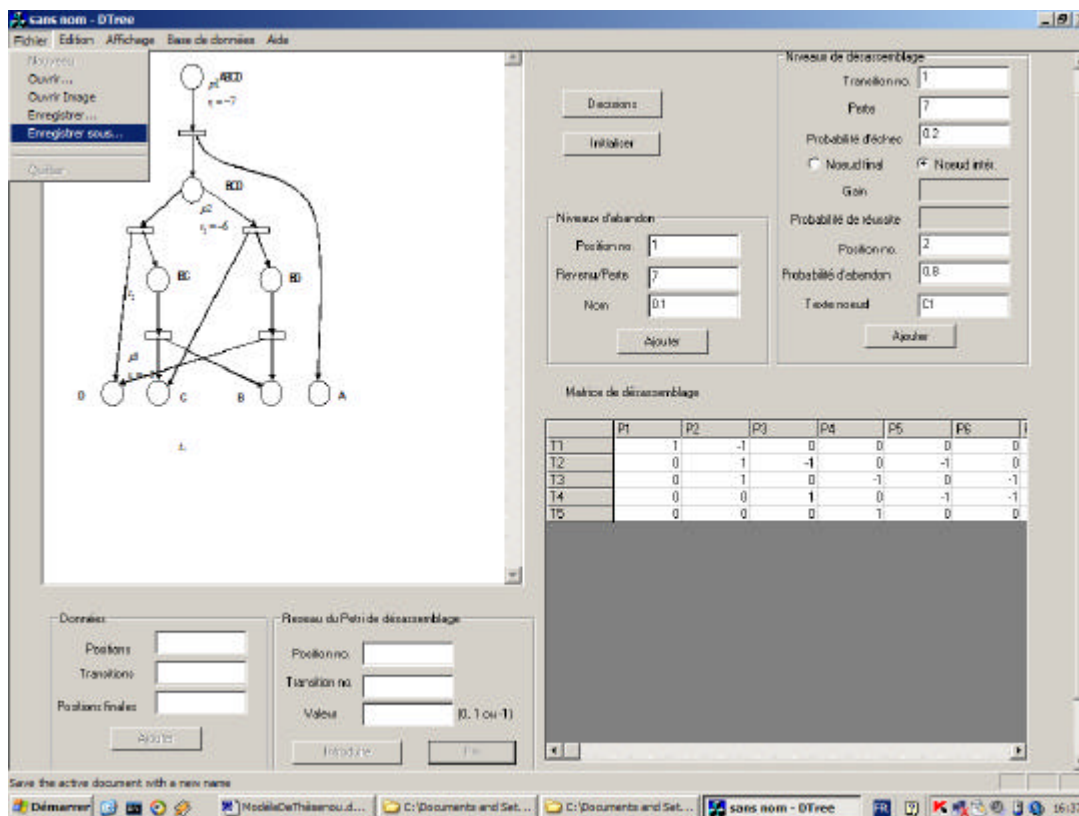 sans nom - DTree
Fichier Edition Affichage Base de données Aide
Nouveau
Ouvrir...
Ouvrir Image
Enregistrer...
Enregistrer sous...
Quitter
ABCD
BCD
BC
BD
D
C
B
A
Decisions
Initialiser
Niveaux d'abandon
Position no. 1
Revenu/Perte 7
Nom 0.1
Ajouter
Niveaux de désassemblage
Transition no. 1
Perte 7
Probabilité d'échec 0.2
Noeud final Noeud intér.
Gain
Probabilité de réussite
Position no. 2
Probabilité d'abandon 0.8
Texte noeud C1
Ajouter
Matrice de désassemblage
P1 P2 P3 P4 P5 P6
T1 1 -1 0 0 0 0
T2 0 1 -1 0 -1 0
T3 0 1 0 -1 0 -1
T4 0 0 1 0 -1 -1
T5 0 0 0 1 0 0
Données
Positions
Transitions
Positions finales
Ajouter
Reseau du Petri de désassemblage
Position no.
Transition no.
Valeur (0, 1 ou -1)
Introduire
Save the active document with a new name
Démarrer C:\Documents and Set... C:\Documents and Set... sans nom - DTree FR 16:37